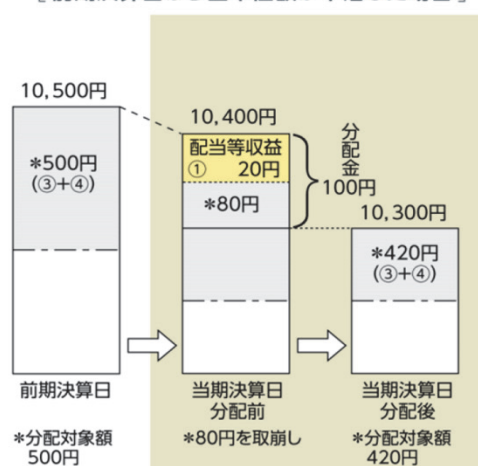 10,500円
*500円
(③+④)
10,400円
配当等収益
① 20円
*80円
分配金
100円
10,300円
*420円
(③+④)
前期決算日
当期決算日
分配前
当期決算日
分配後
*分配対象額
500円
*80円を取崩し
*分配対象額
420円